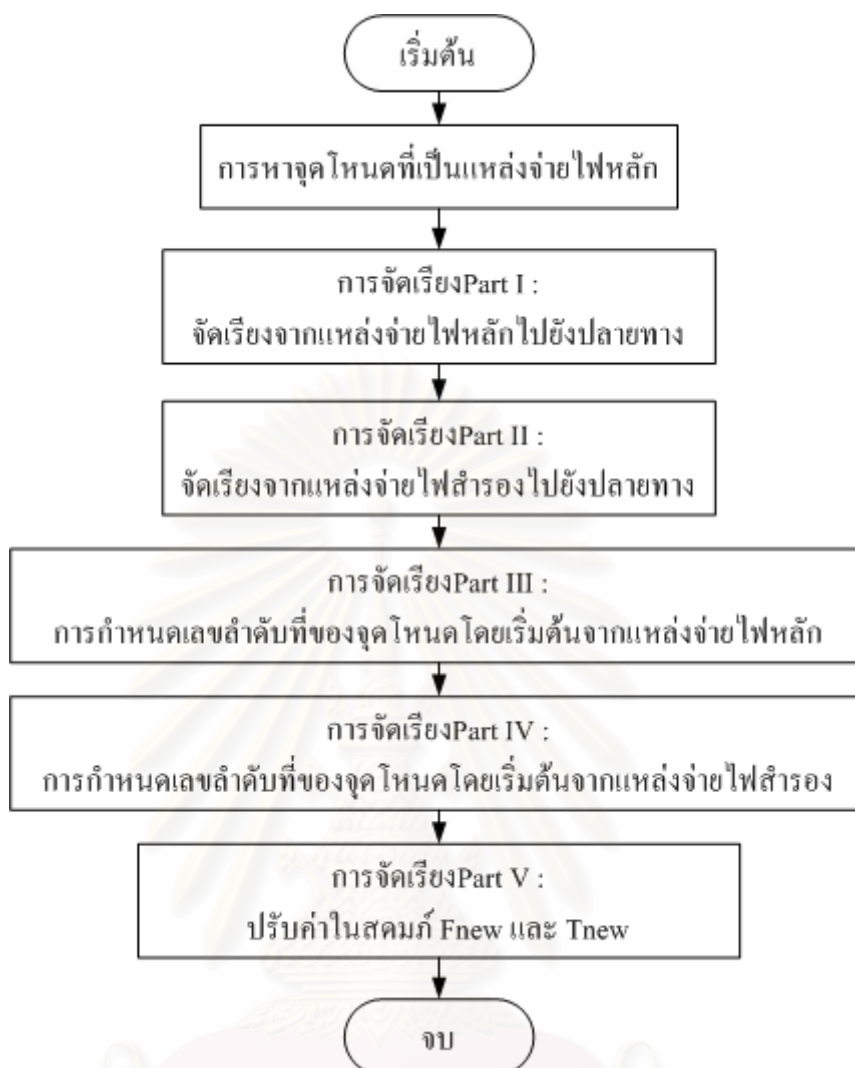 เริ่มต้น
การหาจุดโหนดที่เป็นแหล่งจ่ายไฟหลัก
การจัดเรียงPart I :
จัดเรียงจากแหล่งจ่ายไฟหลักไปยังปลายทาง
การจัดเรียงPart II :
จัดเรียงจากแหล่งจ่ายไฟสำรองไปยังปลายทาง
การจัดเรียงPart III :
การกำหนดเลขลำดับที่ของจุดโหนดโดยเริ่มต้นจากแหล่งจ่ายไฟหลัก
การจัดเรียงPart IV :
การกำหนดเลขลำดับที่ของจุดโหนดโดยเริ่มต้นจากแหล่งจ่ายไฟสำรอง
การจัดเรียงPart V :
ปรับค่าในสดมภ์ Fnew และ Tnew
จบ